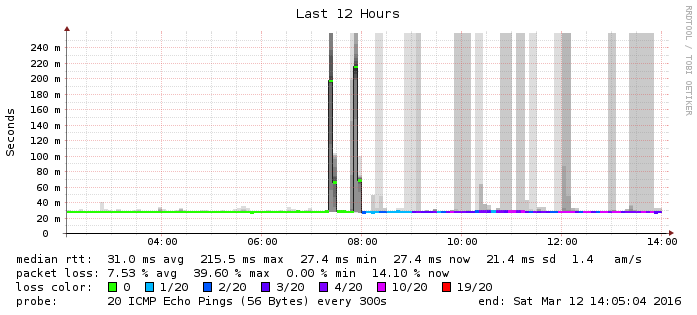 Last 12 Hours
RRDTOOL / TOBI OETIKER
Seconds
240 m
220 m
200 m
180 m
160 m
140 m
120 m
100 m
80 m
60 m
40 m
20 m
0
04:00 06:00 08:00 10:00 12:00 14:00
median rtt: 31.0 ms avg 215.5 ms max 27.4 ms min 27.4 ms now 21.4 ms sd 1.4 am/s
packet loss: 7.53 % avg 39.60 % max 0.00 % min 14.10 % now
loss color: 0 1/20 2/20 3/20 4/20 10/20 19/20
probe: 20 ICMP Echo Pings (56 Bytes) every 300s end: Sat Mar 12 14:05:04 2016